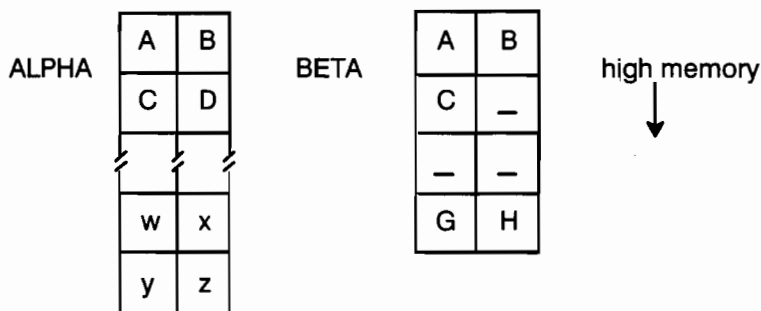 A B A B
ALPHA BETA high memory
C D C _
_ _
w x G H
y z